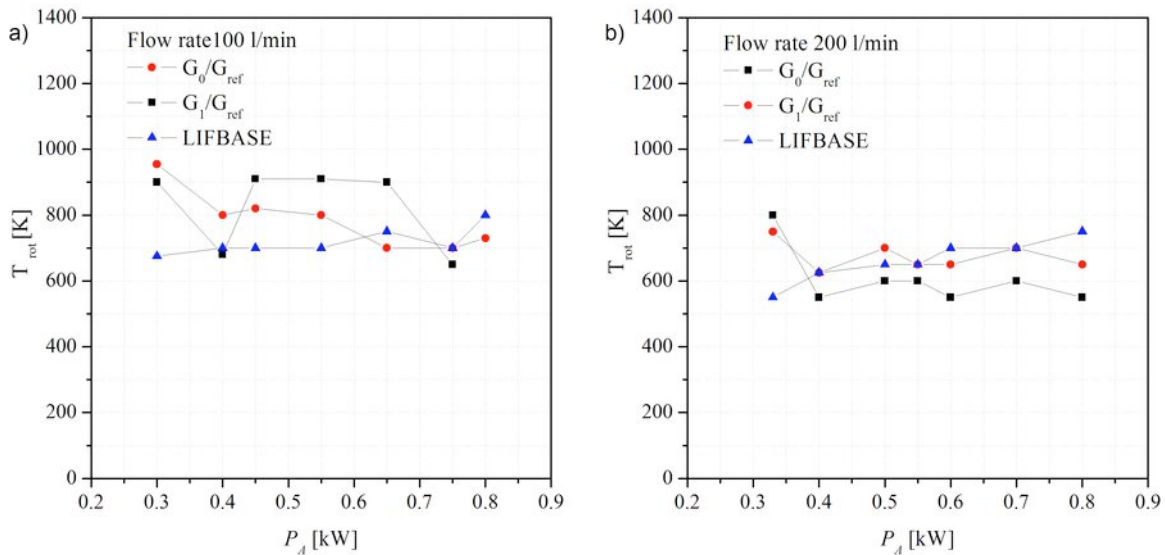 a)
Flow rate100 l/min
G0/Gref
G1/Gref
LIFBASE
1400
1200
1000
800
600
400
200
0
Trot [K]
0.2 0.3 0.4 0.5 0.6 0.7 0.8 0.9
PA [kW]
b)
Flow rate 200 l/min
G0/Gref
G1/Gref
LIFBASE
1400
1200
1000
800
600
400
200
0
Trot [K]
0.2 0.3 0.4 0.5 0.6 0.7 0.8 0.9
PA [kW]